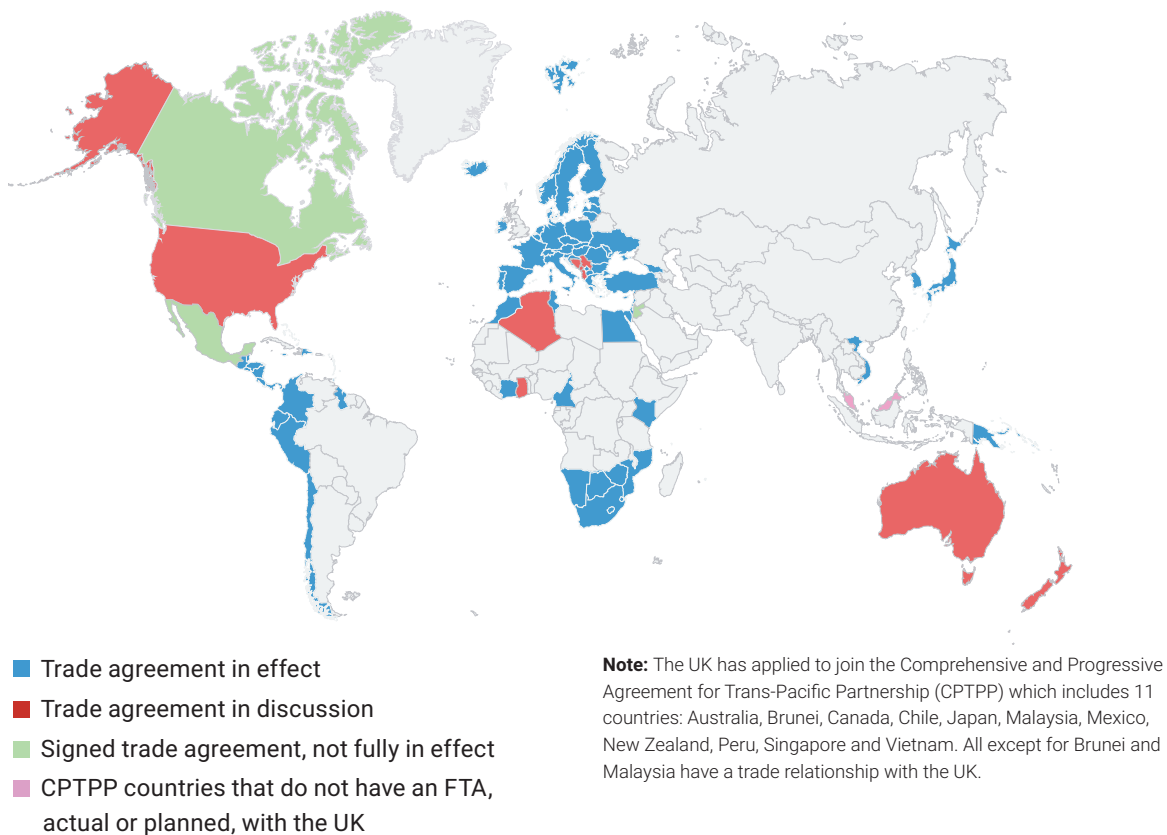 Trade agreement in effect
Trade agreement in discussion
Signed trade agreement, not fully in effect
CPTPP countries that do not have an FTA,
actual or planned, with the UK
Note: The UK has applied to join the Comprehensive and Progressive
Agreement for Trans-Pacific Partnership (CPTPP) which includes 11
countries: Australia, Brunei, Canada, Chile, Japan, Malaysia, Mexico,
New Zealand, Peru, Singapore and Vietnam. All except for Brunei and
Malaysia have a trade relationship with the UK.